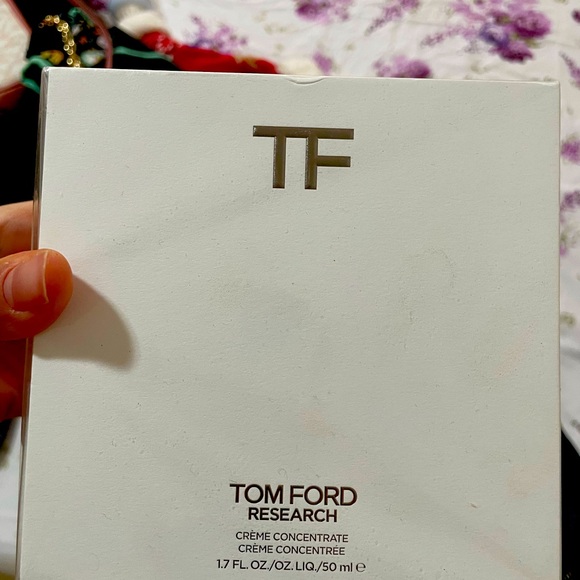 TF
TOM FORD
RESEARCH
CRÈME CONCENTRATE
CRÈME CONCENTRÉE
1.7 FL. OZ./OZ. LIQ./50 ml ℮